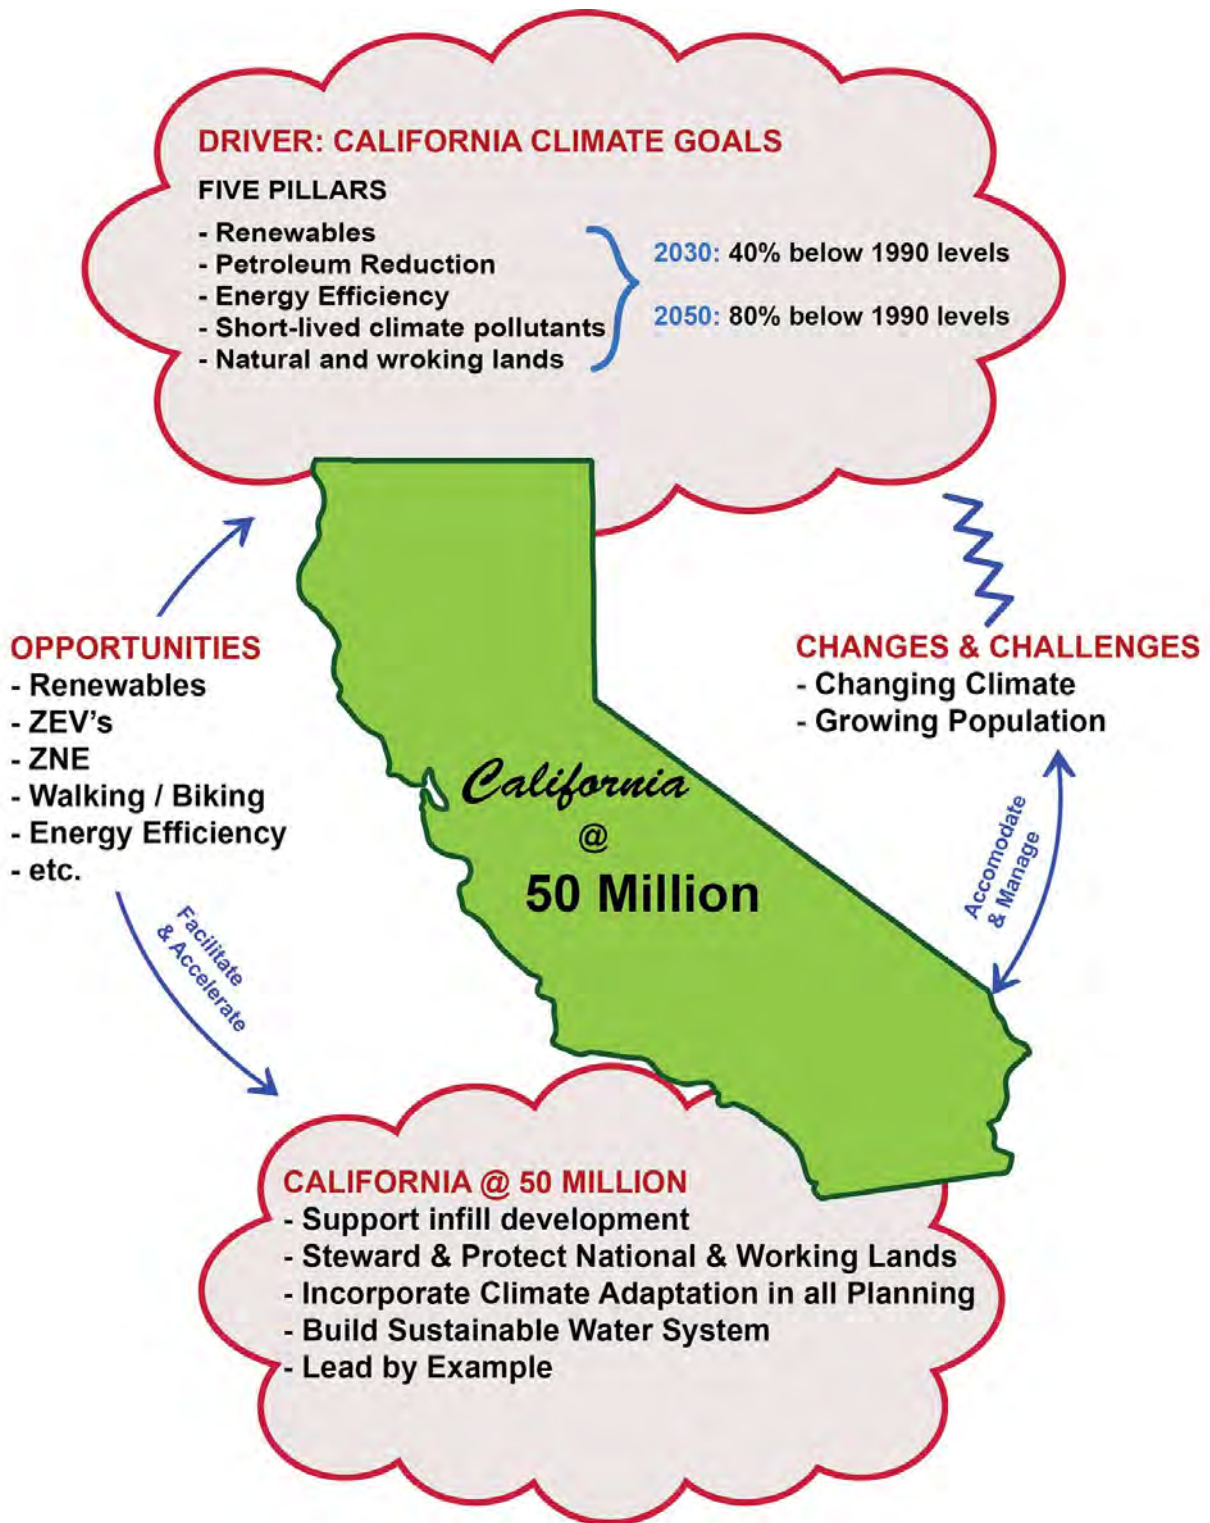 DRIVER: CALIFORNIA CLIMATE GOALS
FIVE PILLARS
- Renewables
- Petroleum Reduction
- Energy Efficiency
- Short-lived climate pollutants
- Natural and wroking lands
2030: 40% below 1990 levels
2050: 80% below 1990 levels
OPPORTUNITIES
- Renewables
- ZEV's
- ZNE
- Walking / Biking
- Energy Efficiency
- etc.
Facilitate
& Accelerate
California
@
50 Million
CHANGES & CHALLENGES
- Changing Climate
- Growing Population
Accomodate
& Manage
CALIFORNIA @ 50 MILLION
- Support infill development
- Steward & Protect National & Working Lands
- Incorporate Climate Adaptation in all Planning
- Build Sustainable Water System
- Lead by Example